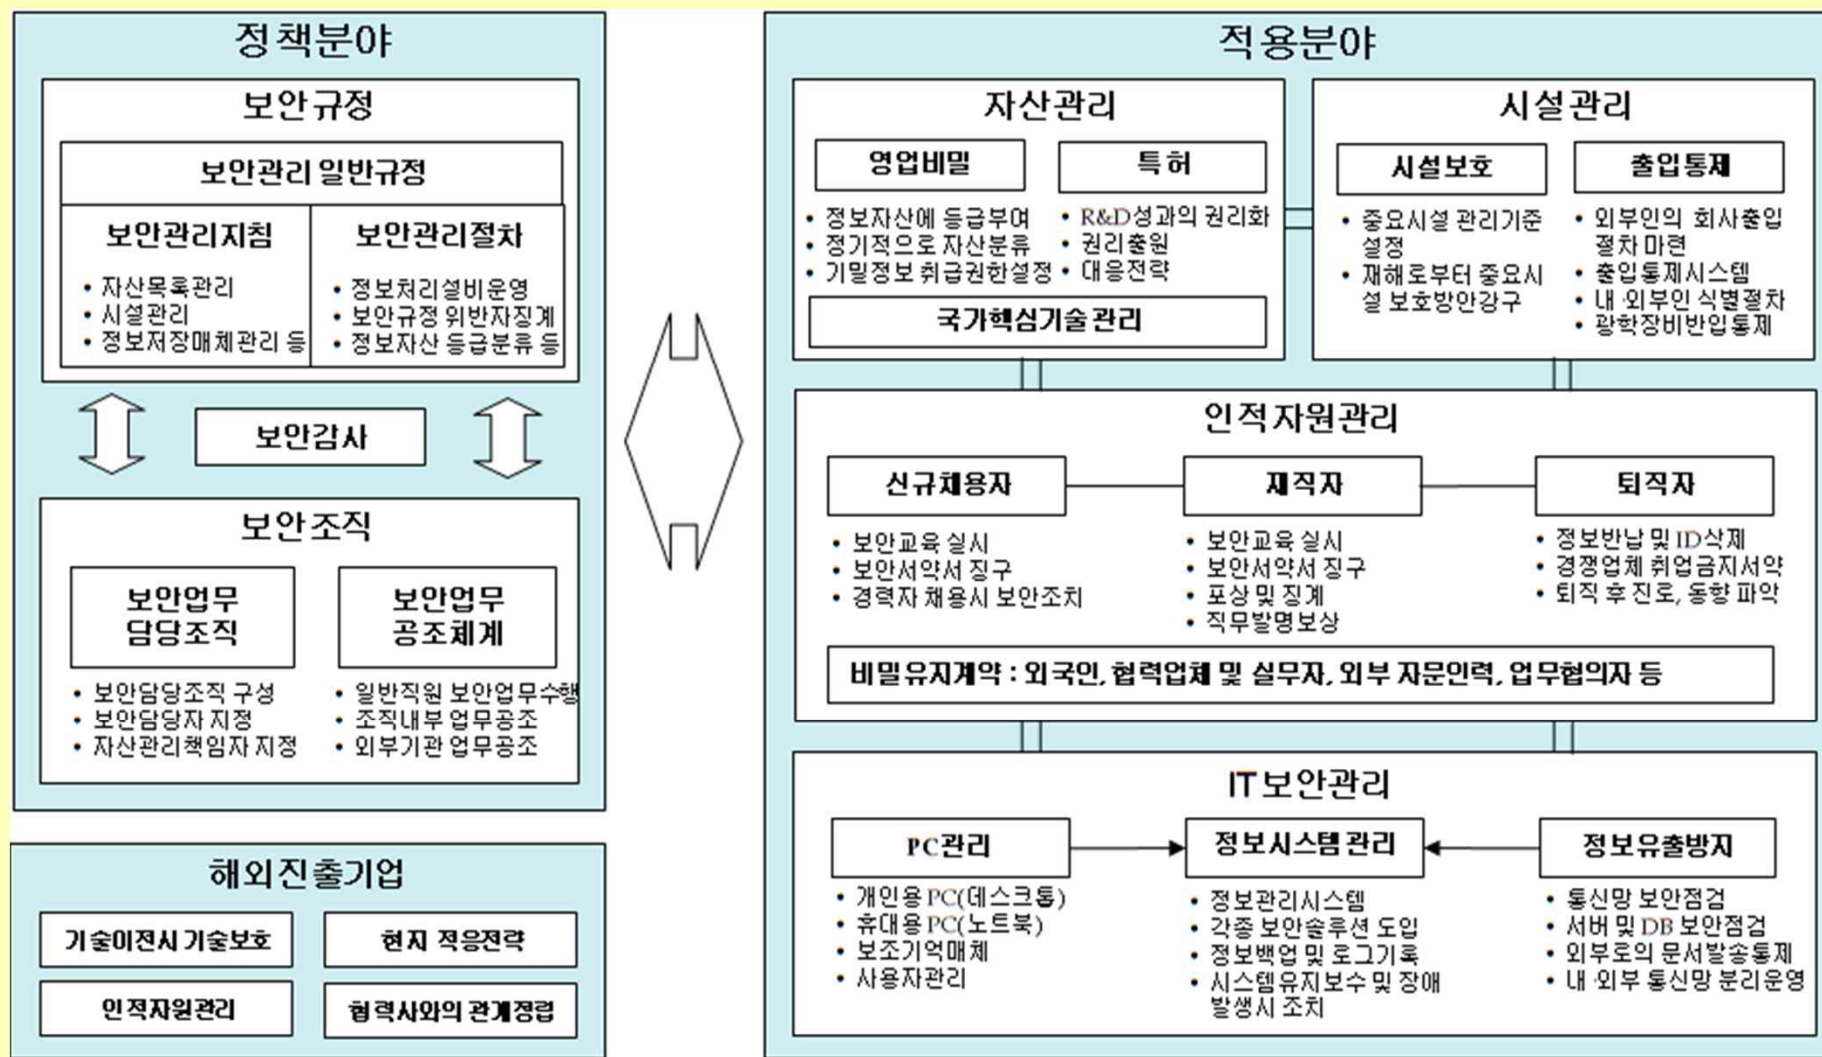 정책분야
보안규정
보안관리 일반규정
보안관리지침
• 자산목록관리
• 시설관리
• 정보저장매체관리 등
보안관리절차
• 정보처리설비운영
• 보안규정 위반자징계
• 정보자산 등급분류 등
보안감사
보안조직
보안업무
담당조직
• 보안담당조직 구성
• 보안담당자 지정
• 자산관리책임자 지정
보안업무
공조체계
• 일반직원 보안업무수행
• 조직내부 업무공조
• 외부기관 업무공조
해외진출기업
기술이전시 기술보호
현지 적응전략
인적자원관리
협력사와의 관계정립
적용분야
자산관리
영업비밀
• 정보자산에 등급부여
• 정기적으로 자산분류
• 기밀정보 취급권한설정
특허
• R&D성과의 권리화
• 권리출원
• 대응전략
국가핵심기술관리
시설관리
시설보호
• 중요시설 관리기준
설정
• 재해로부터 중요시
설 보호방안강구
출입통제
• 외부인의 회사출입
절차 마련
• 출입통제시스템
• 내·외부인 식별절차
• 광학장비반입통제
인적자원관리
신규채용자
• 보안교육 실시
• 보안서약서 징구
• 경력자 채용시 보안조치
재직자
• 보안교육 실시
• 보안서약서 징구
• 포상 및 징계
• 직무발명보상
퇴직자
• 정보반납 및 ID삭제
• 경쟁업체 취업금지서약
• 퇴직 후 진로, 동향 파악
비밀유지계약 : 외국인, 협력업체 및 실무자, 외부 자문인력, 업무협의자 등
IT보안관리
PC관리
• 개인용 PC(데스크톱)
• 휴대용 PC(노트북)
• 보조기억매체
• 사용자관리
정보시스템 관리
• 정보관리시스템
• 각종 보안솔루션 도입
• 정보백업 및 로그기록
• 시스템유지보수 및 장애
발생시 조치
정보유출방지
• 통신망 보안점검
• 서버 및 DB 보안점검
• 외부로의 문서발송통제
• 내·외부 통신망 분리운영